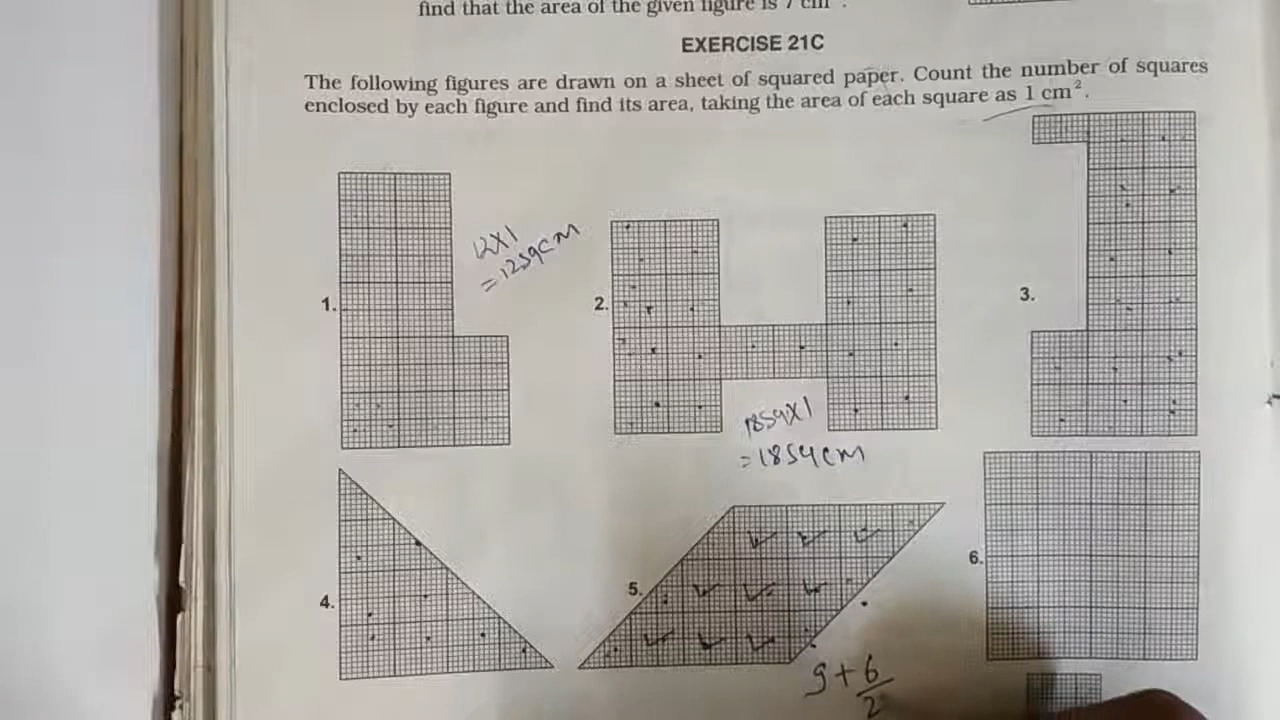 find that the area of the given figure is 7 cm².
EXERCISE 21C
The following figures are drawn on a sheet of squared paper. Count the number of squares
enclosed by each figure and find its area, taking the area of each square as 1 cm².
1.
12X1
=12sqcm
2.
18sqX1
=18sqcm
3.
4.
5.
9+6/2
6.